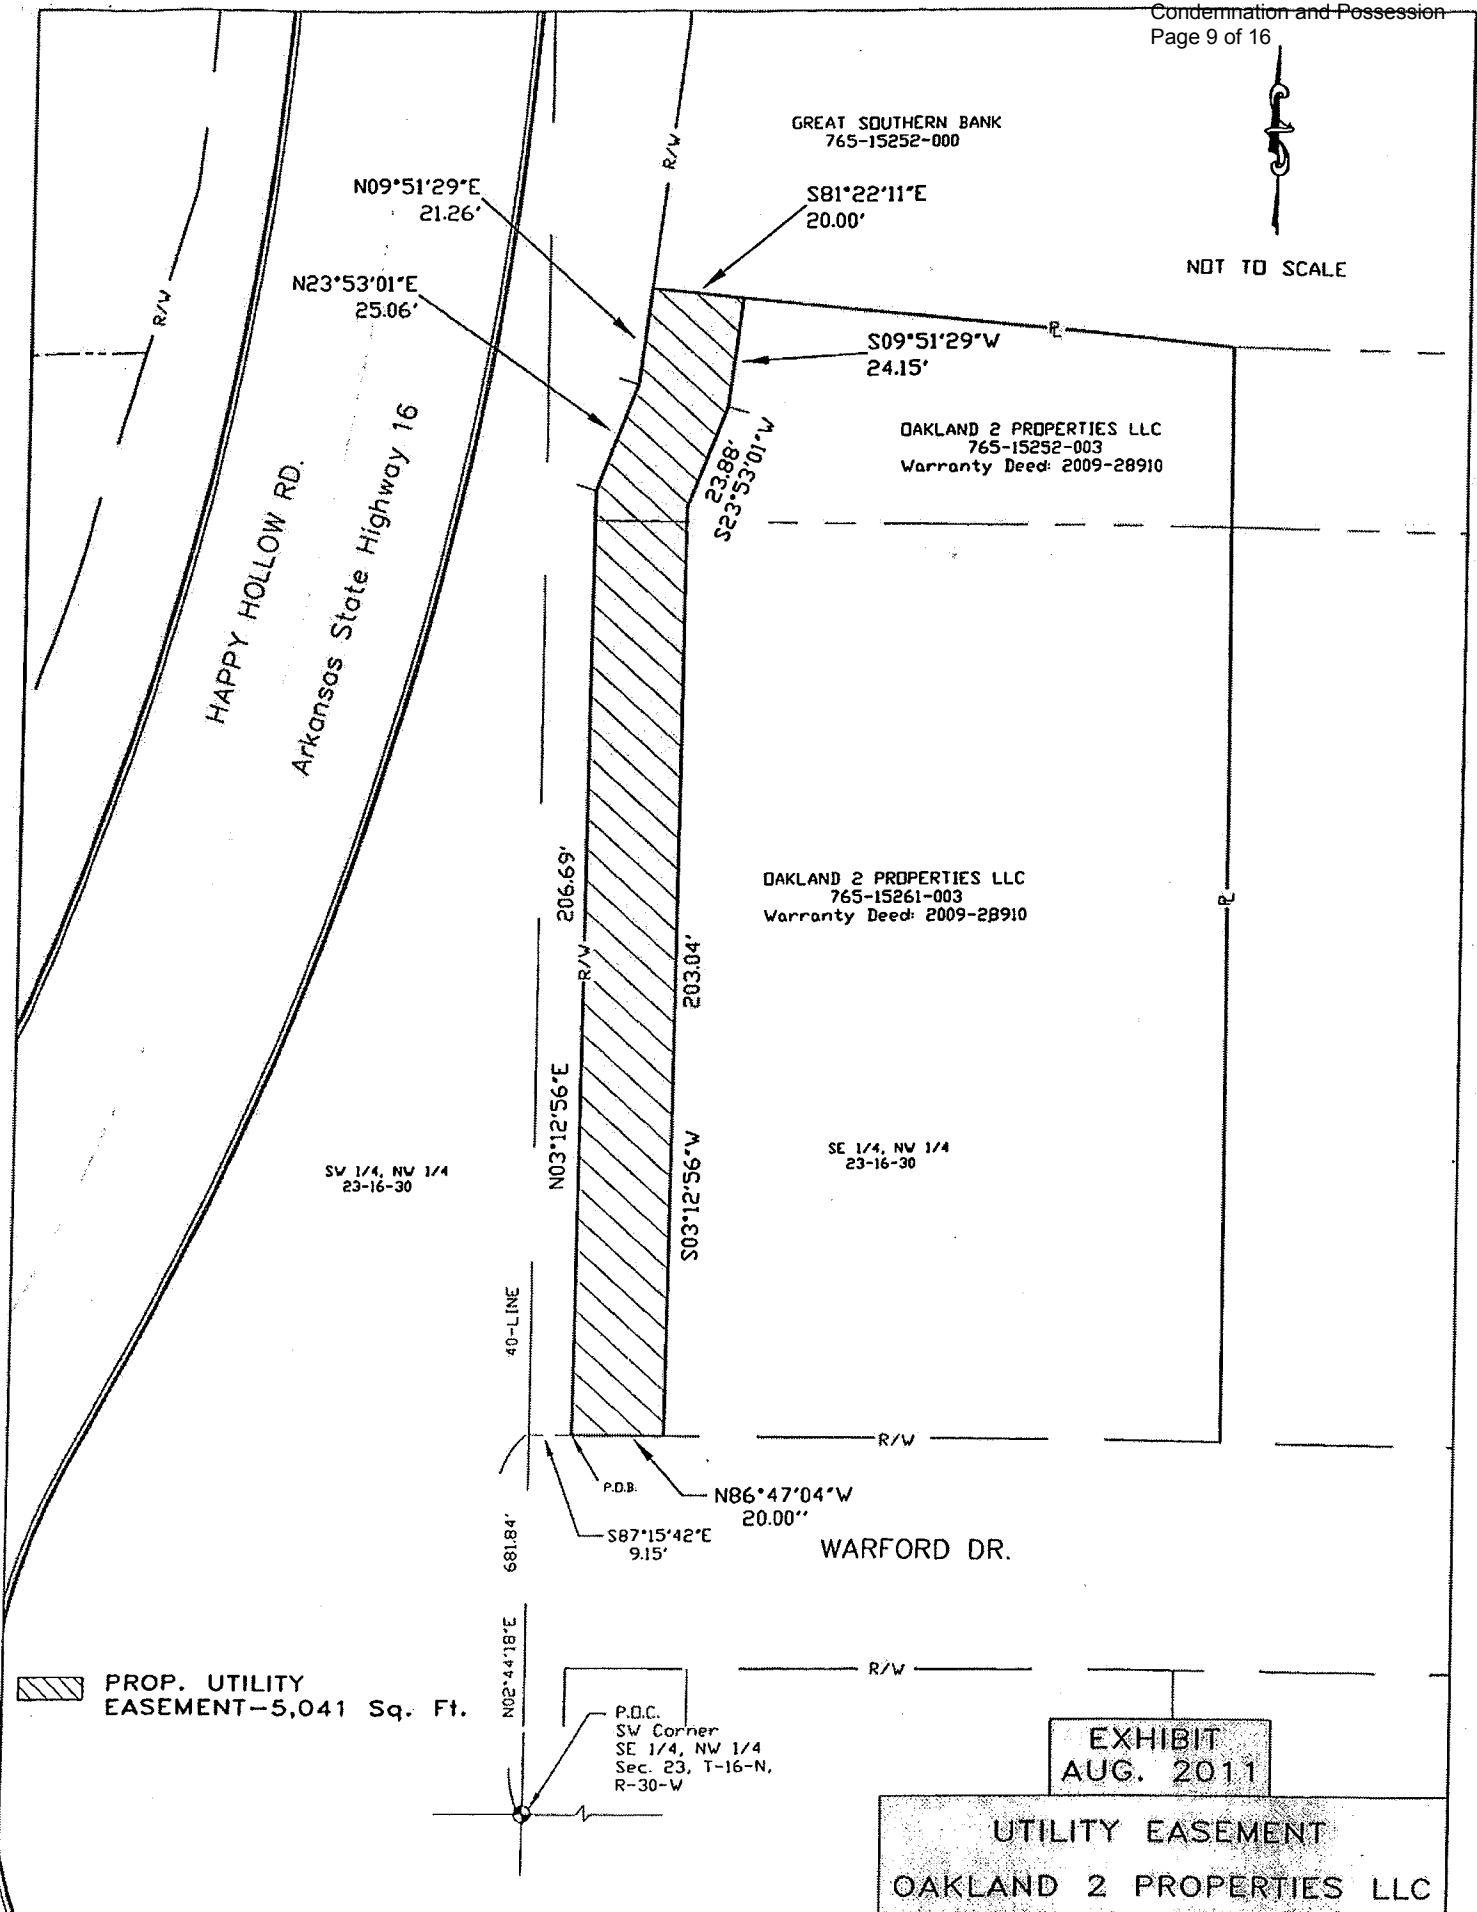 Condemnation and Possession
Page 9 of 16
GREAT SOUTHERN BANK
765-15252-000
R/W
N09°51'29"E
21.26'
S81°22'11"E
20.00'
NOT TO SCALE
N23°53'01"E
25.06'
R/W
PL
S09°51'29"W
24.15'
OAKLAND 2 PROPERTIES LLC
765-15252-003
Warranty Deed: 2009-28910
23.88'
S23°53'01"W
HAPPY HOLLOW RD.
Arkansas State Highway 16
206.69'
R/W
N03°12'56"E
OAKLAND 2 PROPERTIES LLC
765-15261-003
Warranty Deed: 2009-28910
PL
203.04'
S03°12'56"W
SW 1/4, NW 1/4
23-16-30
SE 1/4, NW 1/4
23-16-30
40-LINE
R/W
P.O.B.
N86°47'04"W
20.00''
S87°15'42"E
9.15'
WARFORD DR.
681.84'
N02°44'18"E
R/W
PROP. UTILITY
EASEMENT-5,041 Sq. Ft.
P.O.C.
SW Corner
SE 1/4, NW 1/4
Sec. 23, T-16-N,
R-30-W
EXHIBIT
AUG. 2011
UTILITY EASEMENT
OAKLAND 2 PROPERTIES LLC